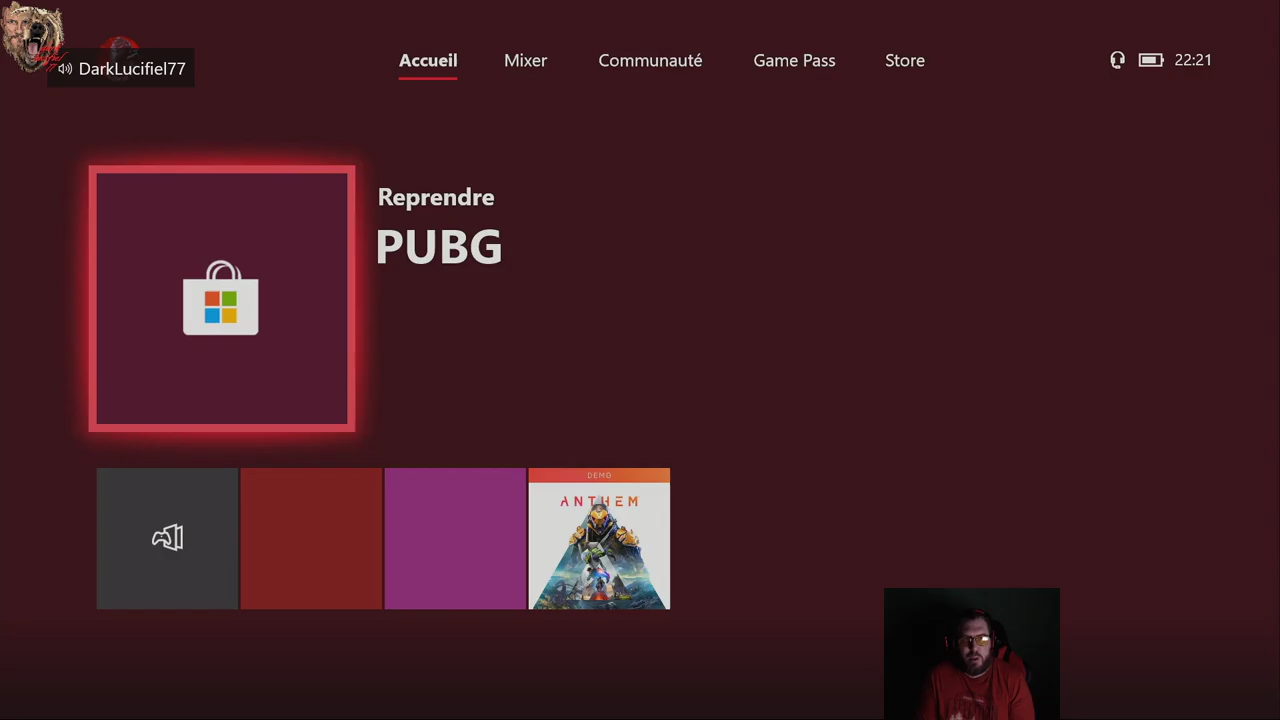 DarkLucifiel77
Accueil
Mixer
Communauté
Game Pass
Store
22:21
Reprendre
PUBG
DEMO
ANTHEM